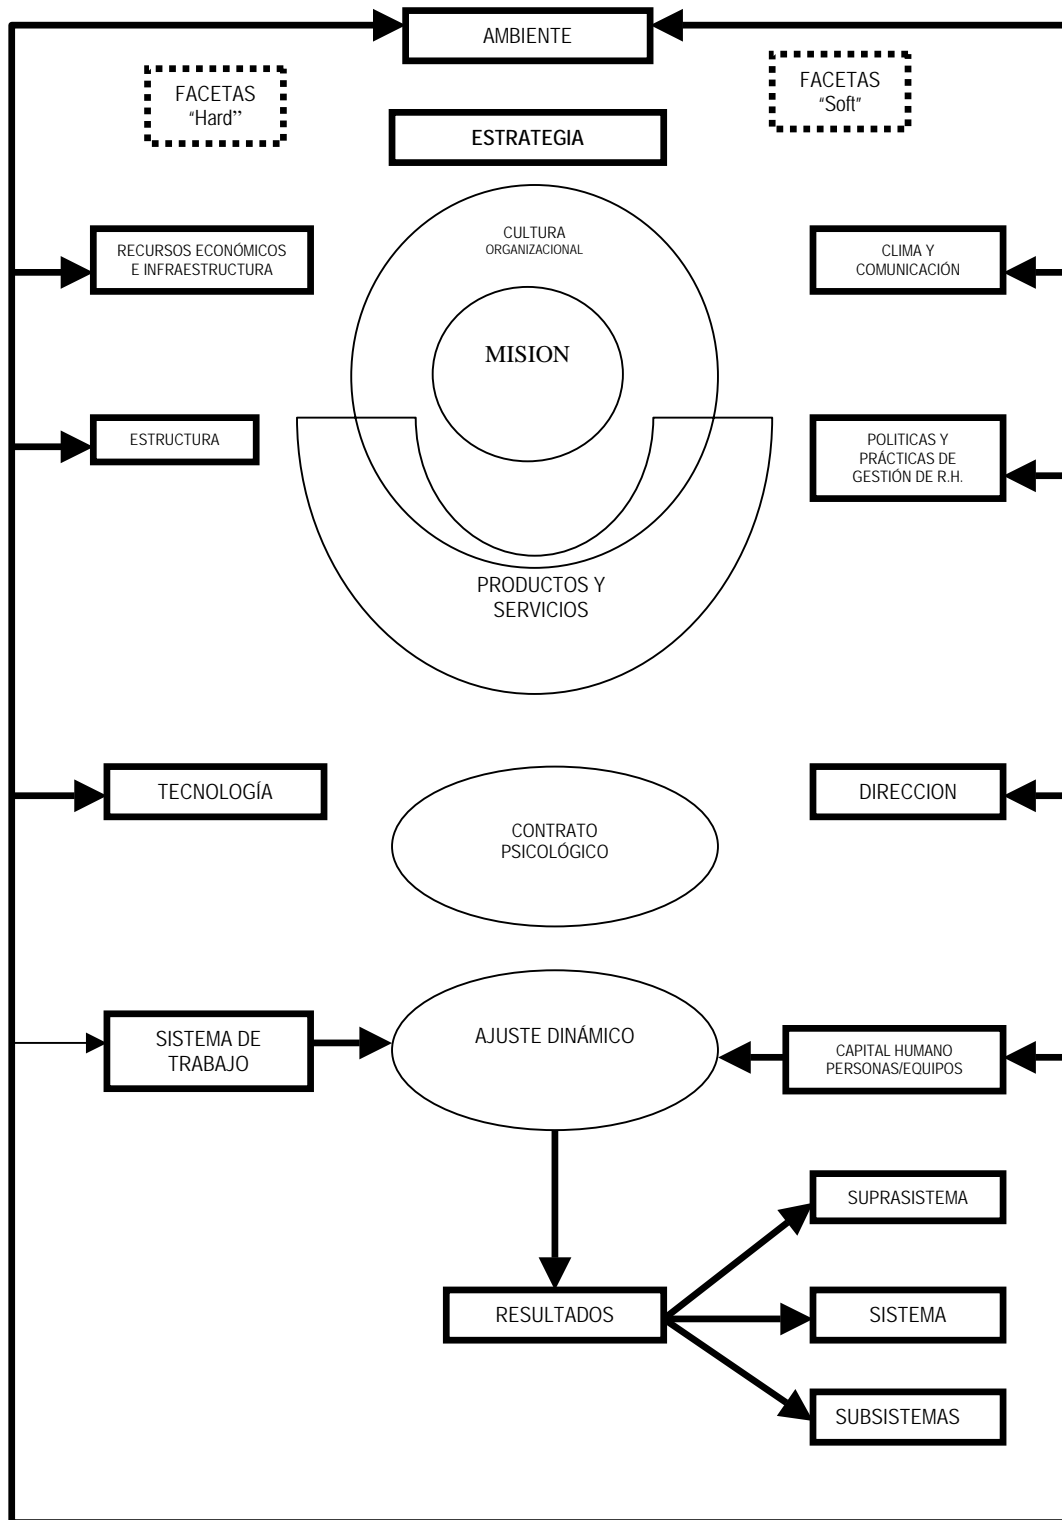 AMBIENTE
FACETAS
“Hard”
FACETAS
“Soft”
ESTRATEGIA
CULTURA
ORGANIZACIONAL
RECURSOS ECONÓMICOS
E INFRAESTRUCTURA
CLIMA Y
COMUNICACIÓN
MISION
ESTRUCTURA
POLITICAS Y
PRÁCTICAS DE
GESTIÓN DE R.H.
PRODUCTOS Y
SERVICIOS
TECNOLOGÍA
DIRECCION
CONTRATO
PSICOLÓGICO
SISTEMA DE
TRABAJO
AJUSTE DINÁMICO
CAPITAL HUMANO
PERSONAS/EQUIPOS
SUPRASISTEMA
RESULTADOS
SISTEMA
SUBSISTEMAS